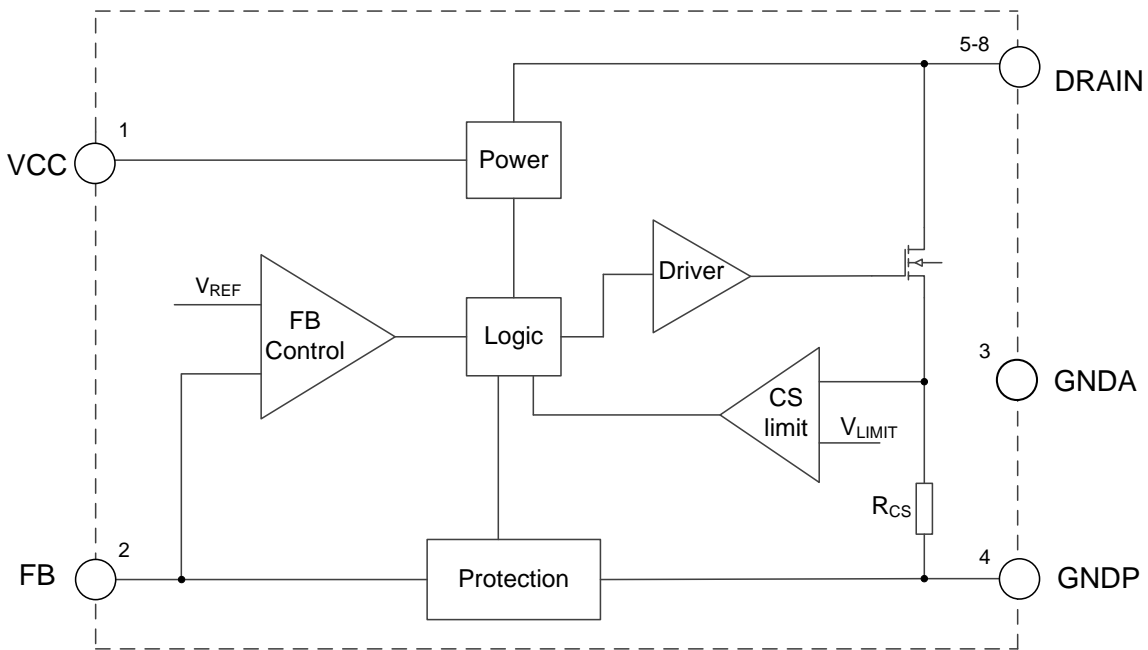 5-8
DRAIN
1
VCC
Power
Driver
VREF
FB
Control
Logic
3
GNDA
CS
limit
VLIMIT
RCS
2
FB
Protection
4
GNDP